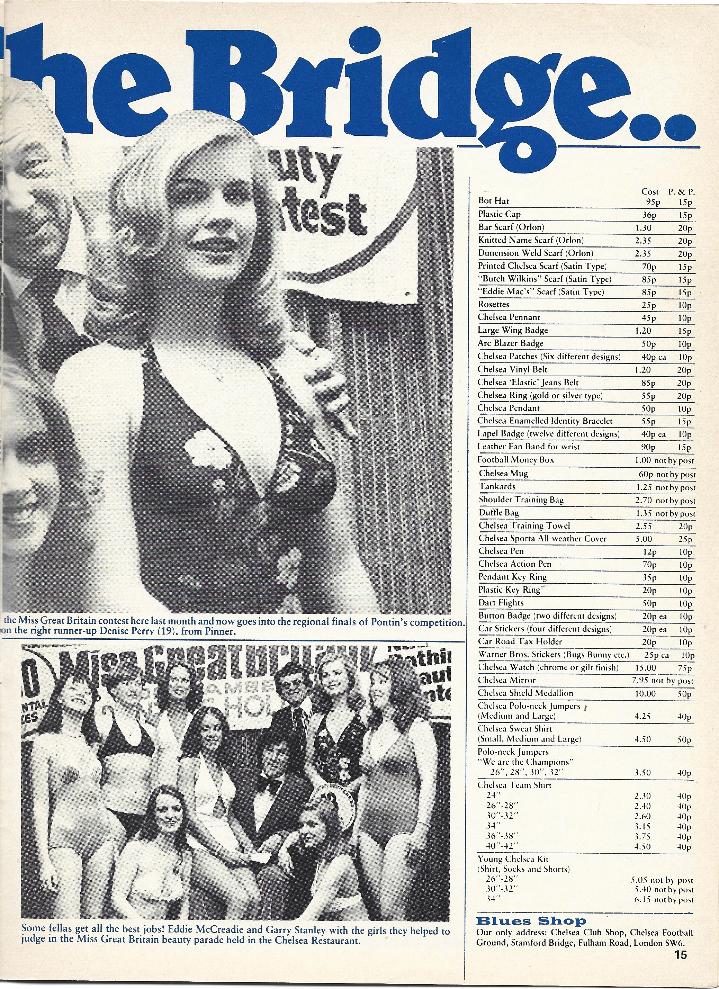 he Bridge..
uty
test
the Miss Great Britain contest here last month and now goes into the regional finals of Pontin's competition.
on the right runner-up Denise Perry (19), from Pinner.
Miss Great
Some fellas get all the best jobs! Eddie McCreadie and Garry Stanley with the girls they helped to
judge in the Miss Great Britain beauty parade held in the Chelsea Restaurant.
Cost P. & P.
Bob Hat 95p 15p
Plastic Cap 36p 15p
Bar Scarf (Orlon) 1.30 20p
Knitted Name Scarf (Orlon) 2.35 20p
Dimension Weld Scarf (Orlon) 2.35 20p
Printed Chelsea Scarf (Satin Type) 70p 15p
"Butch Wilkins" Scarf (Satin Type) 85p 15p
"Eddie Mac's" Scarf (Satin Type) 85p 15p
Rosettes 25p 10p
Chelsea Pennant 45p 10p
Large Wing Badge 1.20 15p
Arc Blazer Badge 50p 10p
Chelsea Patches (Six different designs) 40p ea 10p
Chelsea Vinyl Belt 1.20 20p
Chelsea 'Elastic' Jeans Belt 85p 20p
Chelsea Ring (gold or silver type) 55p 20p
Chelsea Pendant 50p 10p
Chelsea Enamelled Identity Bracelet 55p 15p
Lapel Badge (twelve different designs) 40p ea 10p
Leather Fan Band for wrist 90p 15p
Football Money Box 1.00 not by post
Chelsea Mug 60p not by post
Tankards 1.25 not by post
Shoulder Training Bag 2.70 not by post
Duffle Bag 1.35 not by post
Chelsea Training Towel 2.55 20p
Chelsea Sports All weather Cover 5.00 25p
Chelsea Pen 12p 10p
Chelsea Action Pen 70p 10p
Pendant Key Ring 35p 10p
Plastic Key Ring 20p 10p
Dart Flights 50p 10p
Button Badge (two different designs) 20p ea 10p
Car Stickers (four different designs) 20p ea 10p
Car Road Tax Holder 20p 10p
Warner Bros. Stickers (Bugs Bunny etc.) 25p ea 10p
Chelsea Watch (chrome or gilt finish) 15.00 75p
Chelsea Mirror 7.95 not by post
Chelsea Shield Medallion 10.00 50p
Chelsea Polo-neck Jumpers
(Medium and Large) 4.25 40p
Chelsea Sweat Shirt
(Small, Medium and Large) 4.50 50p
Polo-neck Jumpers
"We are the Champions"
26", 28", 30", 32" 3.50 40p
Chelsea Team Shirt
24" 2.30 40p
26"-28" 2.40 40p
30"-32" 2.60 40p
34" 3.15 40p
36"-38" 3.75 40p
40"-42" 4.50 40p
Young Chelsea Kit
(Shirt, Socks and Shorts)
26"-28" 5.05 not by post
30"-32" 5.40 not by post
34" 6.15 not by post
Blues Shop
Our only address: Chelsea Club Shop, Chelsea Football
Ground, Stamford Bridge, Fulham Road, London SW6.
15